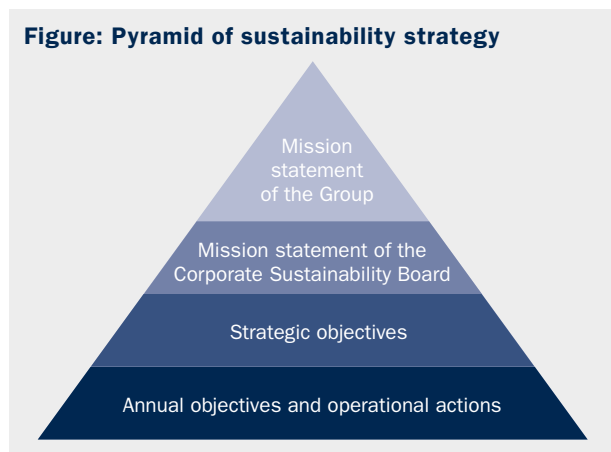 Figure: Pyramid of sustainability strategy
Mission
statement
of the Group
Mission statement of the
Corporate Sustainability Board
Strategic objectives
Annual objectives and operational actions